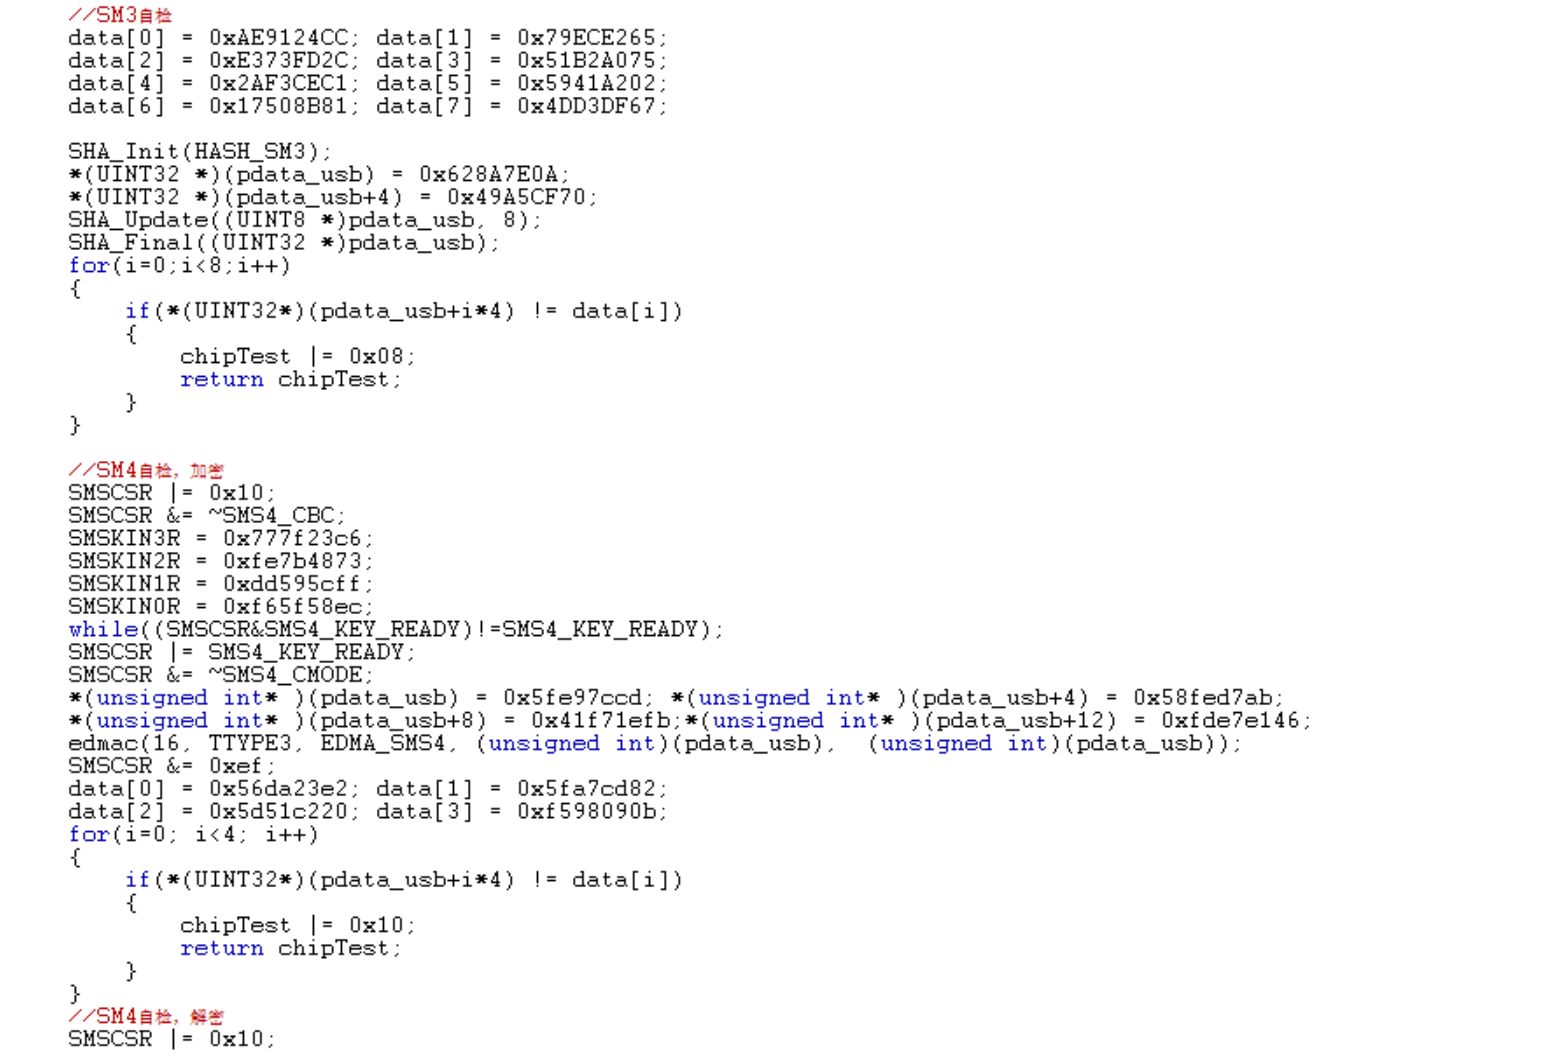 //SM3自检
data[0] = 0xAE9124CC; data[1] = 0x79ECE265;
data[2] = 0xE373FD2C; data[3] = 0x51B2A075;
data[4] = 0x2AF3CEC1; data[5] = 0x5941A202;
data[6] = 0x17508B81; data[7] = 0x4DD3DF67;
SHA_Init(HASH_SM3);
*(UINT32 *)(pdata_usb) = 0x628A7E0A;
*(UINT32 *)(pdata_usb+4) = 0x49A5CF70;
SHA_Update((UINT8 *)pdata_usb, 8);
SHA_Final((UINT32 *)pdata_usb);
for(i=0;i<8;i++)
{
if(*(UINT32*)(pdata_usb+i*4) != data[i])
{
chipTest |= 0x08;
return chipTest;
}
}
//SM4自检, 加密
SMSCSR |= 0x10;
SMSCSR &= ~SMS4_CBC;
SMSKIN3R = 0x777f23c6;
SMSKIN2R = 0xfe7b4873;
SMSKIN1R = 0xdd595cff;
SMSKIN0R = 0xf65f58ec;
while((SMSCSR&SMS4_KEY_READY)!=SMS4_KEY_READY);
SMSCSR |= SMS4_KEY_READY;
SMSCSR &= ~SMS4_CMODE;
*(unsigned int* )(pdata_usb) = 0x5fe97ccd; *(unsigned int* )(pdata_usb+4) = 0x58fed7ab;
*(unsigned int* )(pdata_usb+8) = 0x41f71efb;*(unsigned int* )(pdata_usb+12) = 0xfde7e146;
edmac(16, TTYPE3, EDMA_SMS4, (unsigned int)(pdata_usb),  (unsigned int)(pdata_usb));
SMSCSR &= 0xef;
data[0] = 0x56da23e2; data[1] = 0x5fa7cd82;
data[2] = 0x5d51c220; data[3] = 0xf598090b;
for(i=0; i<4; i++)
{
if(*(UINT32*)(pdata_usb+i*4) != data[i])
{
chipTest |= 0x10;
return chipTest;
}
}
//SM4自检, 解密
SMSCSR |= 0x10;